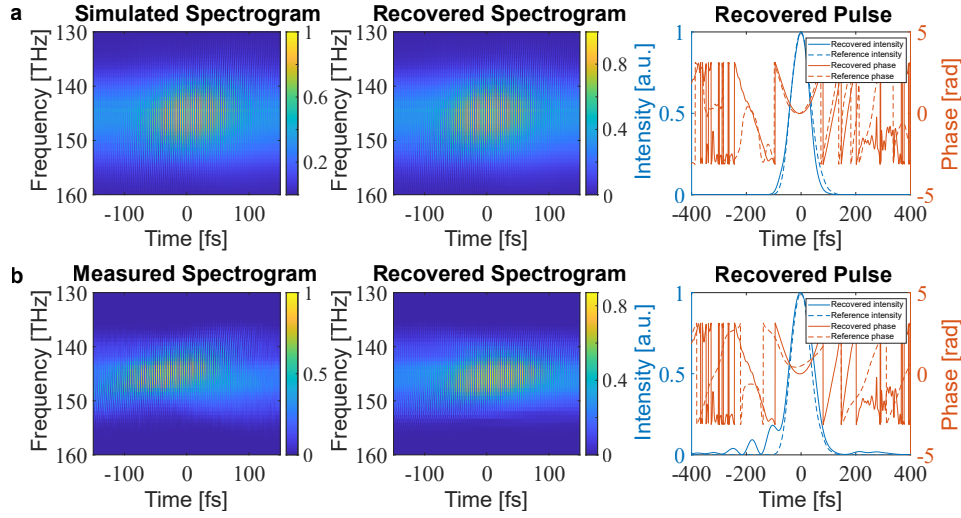 a
Simulated Spectrogram
Frequency [THz]
130
140
150
160
-100
0
100
Time [fs]
1
0.8
0.6
0.4
0.2
0
Recovered Spectrogram
Frequency [THz]
130
140
150
160
-100
0
100
Time [fs]
0.8
0.4
0
Recovered Pulse
Intensity [a.u.]
1
0.5
0
Recovered intensity
Reference intensity
Recovered phase
Reference phase
5
0
-5
Phase [rad]
-400
-200
0
200
400
Time [fs]
b
Measured Spectrogram
Frequency [THz]
130
140
150
160
-100
0
100
Time [fs]
1
0.5
0
Recovered Spectrogram
Frequency [THz]
130
140
150
160
-100
0
100
Time [fs]
0.8
0.4
0
Recovered Pulse
Intensity [a.u.]
1
0.5
0
Recovered intensity
Reference intensity
Recovered phase
Reference phase
5
0
-5
Phase [rad]
-400
-200
0
200
400
Time [fs]